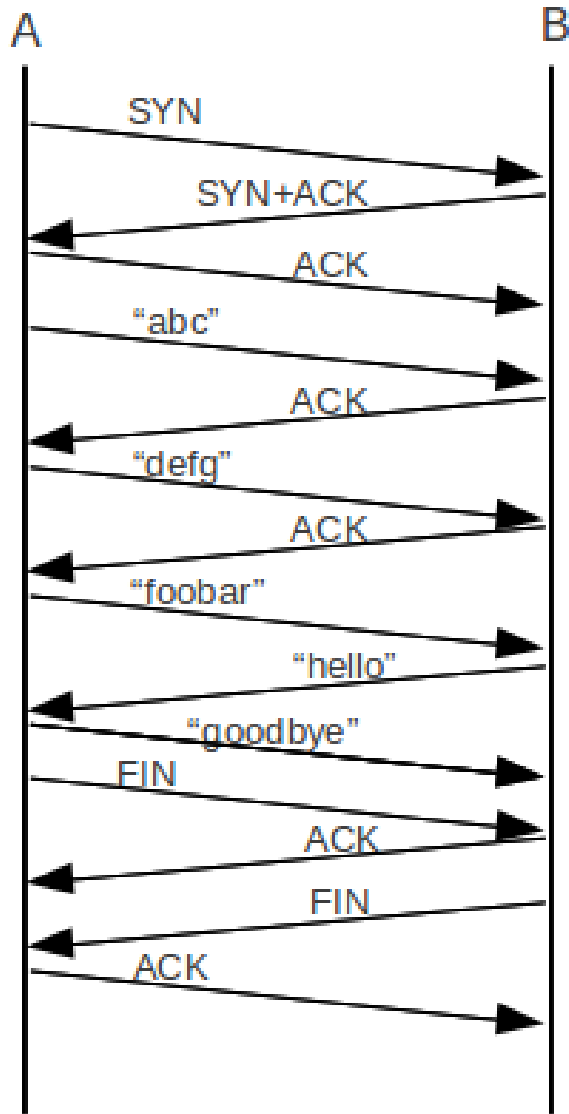 A
B
SYN
SYN+ACK
ACK
“abc”
ACK
“defg”
ACK
“foobar”
“hello”
“goodbye”
FIN
ACK
FIN
ACK